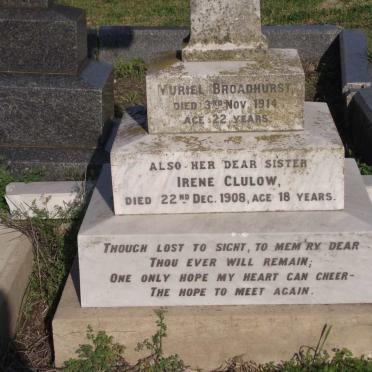 MURIEL BROADHURST,
DIED 3RD NOV. 1914
AGE 22 YEARS.
ALSO HER DEAR SISTER
IRENE CLULOW,
DIED 22ND DEC. 1908, AGE 18 YEARS.
THOUGH LOST TO SIGHT, TO MEM'RY DEAR
THOU EVER WILL REMAIN;
ONE ONLY HOPE MY HEART CAN CHEER-
THE HOPE TO MEET AGAIN.